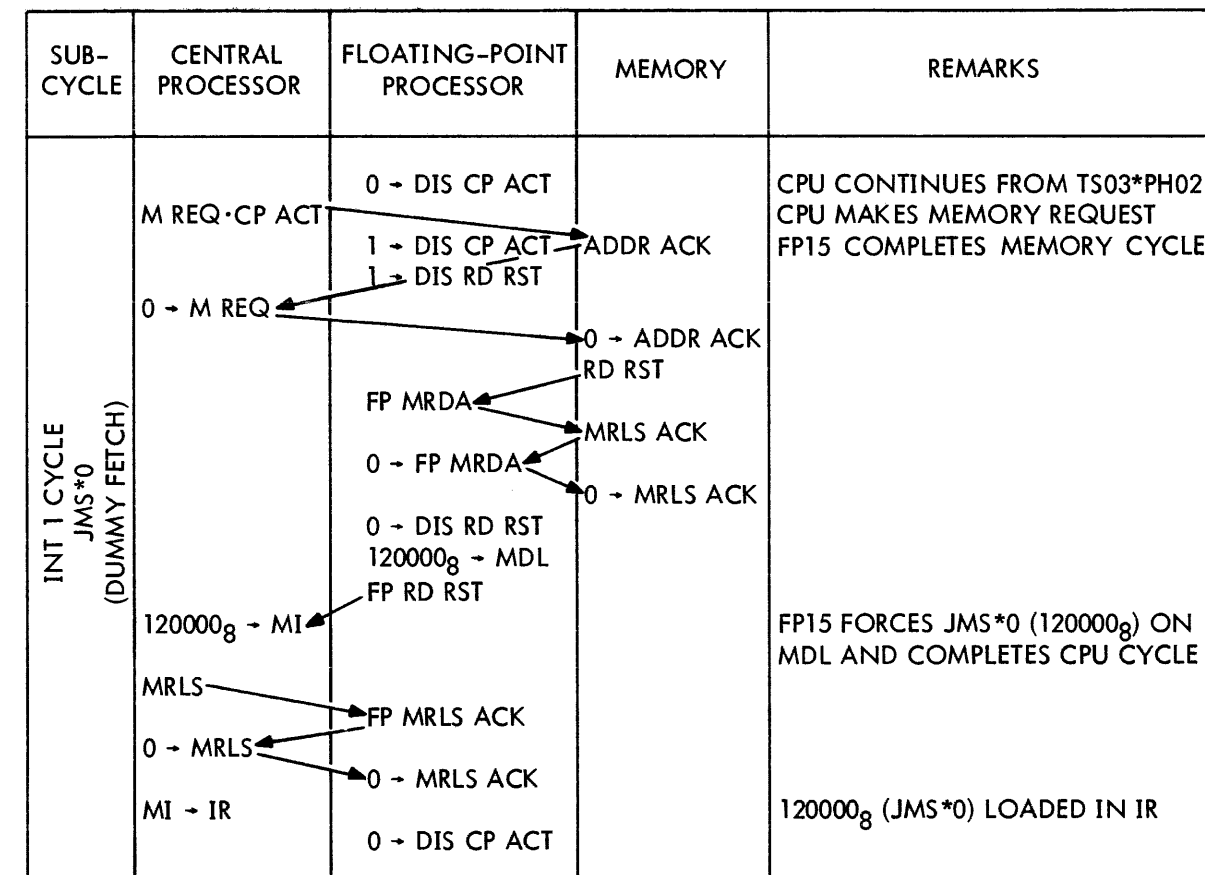 SUB-
CYCLE
CENTRAL
PROCESSOR
FLOATING-POINT
PROCESSOR
MEMORY
REMARKS
INT 1 CYCLE
JMS*0
(DUMMY FETCH)
0 → DIS CP ACT
CPU CONTINUES FROM TS03*PH02
M REQ·CP ACT
CPU MAKES MEMORY REQUEST
1 → DIS CP ACT
ADDR ACK
FP15 COMPLETES MEMORY CYCLE
1 → DIS RD RST
0 → M REQ
0 → ADDR ACK
RD RST
FP MRDA
MRLS ACK
0 → FP MRDA
0 → MRLS ACK
0 → DIS RD RST
120000₈ → MDL
FP RD RST
120000₈ → MI
FP15 FORCES JMS*0 (120000₈) ON
MDL AND COMPLETES CPU CYCLE
MRLS
FP MRLS ACK
0 → MRLS
0 → MRLS ACK
MI → IR
120000₈ (JMS*0) LOADED IN IR
0 → DIS CP ACT